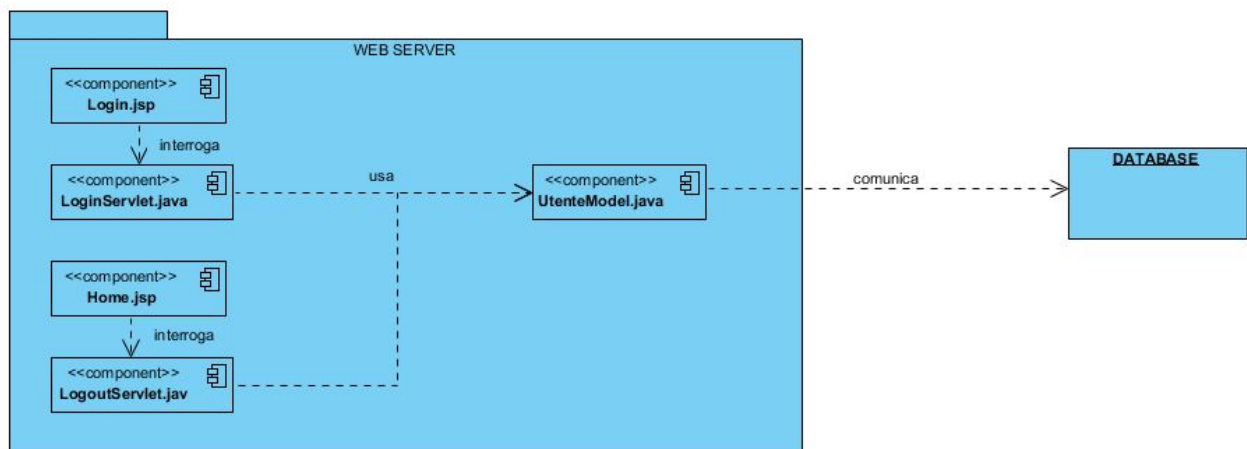 WEB SERVER
<<component>>
Login.jsp
interroga
<<component>>
LoginServlet.java
usa
<<component>>
UtenteModel.java
comunica
DATABASE
<<component>>
Home.jsp
interroga
<<component>>
LogoutServlet.jav